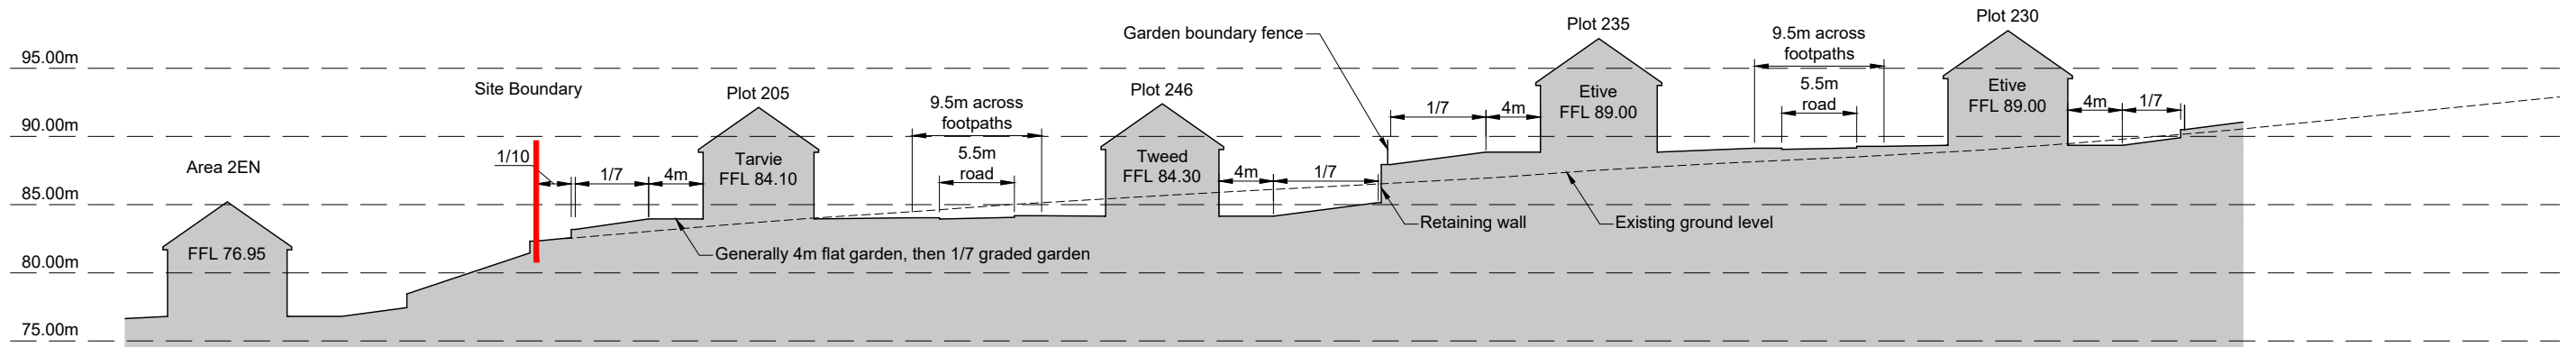 95.00m
90.00m
85.00m
80.00m
75.00m
Area 2EN
FFL 76.95
Site Boundary
1/10
1/7
4m
Plot 205
Tarvie
FFL 84.10
Generally 4m flat garden, then 1/7 graded garden
9.5m across
footpaths
5.5m
road
Plot 246
Tweed
FFL 84.30
4m
1/7
Garden boundary fence
Retaining wall
1/7
4m
Plot 235
Etive
FFL 89.00
Existing ground level
9.5m across
footpaths
5.5m
road
Plot 230
Etive
FFL 89.00
4m
1/7